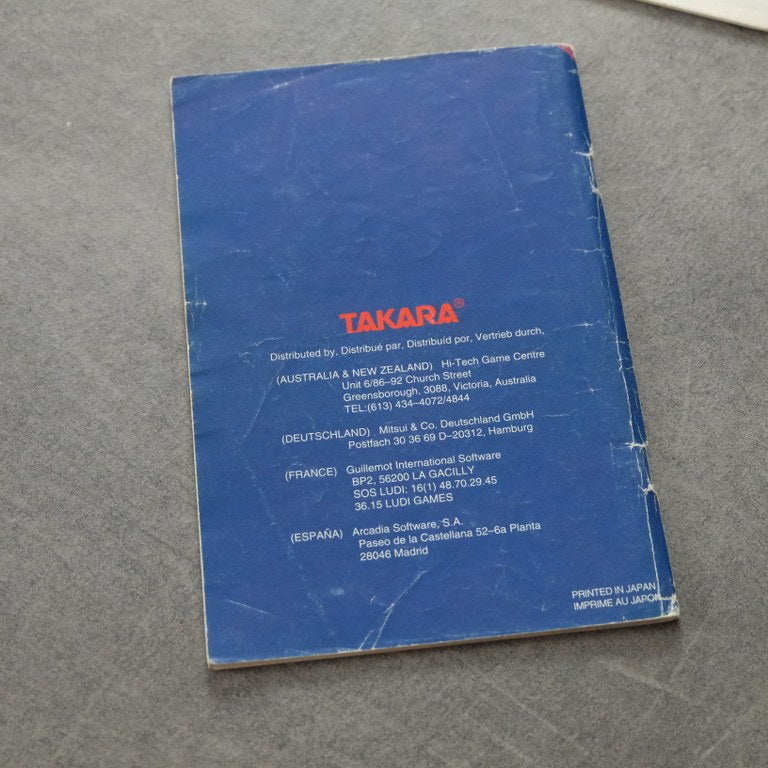 TAKARA®
Distributed by, Distribué par, Distribuid por, Vertrieb durch,
(AUSTRALIA & NEW ZEALAND) Hi-Tech Game Centre
Unit 6/86–92 Church Street
Greensborough, 3088, Victoria, Australia
TEL:(613) 434–4072/4844
(DEUTSCHLAND) Mitsui & Co. Deutschland GmbH
Postfach 30 36 69 D–20312, Hamburg
(FRANCE) Guillemot International Software
BP2, 56200 LA GACILLY
SOS LUDI: 16(1) 48.70.29.45
36.15 LUDI GAMES
(ESPAÑA) Arcadia Software, S.A.
Paseo de la Castellana 52–6a Planta
28046 Madrid
PRINTED IN JAPAN
IMPRIME AU JAPON